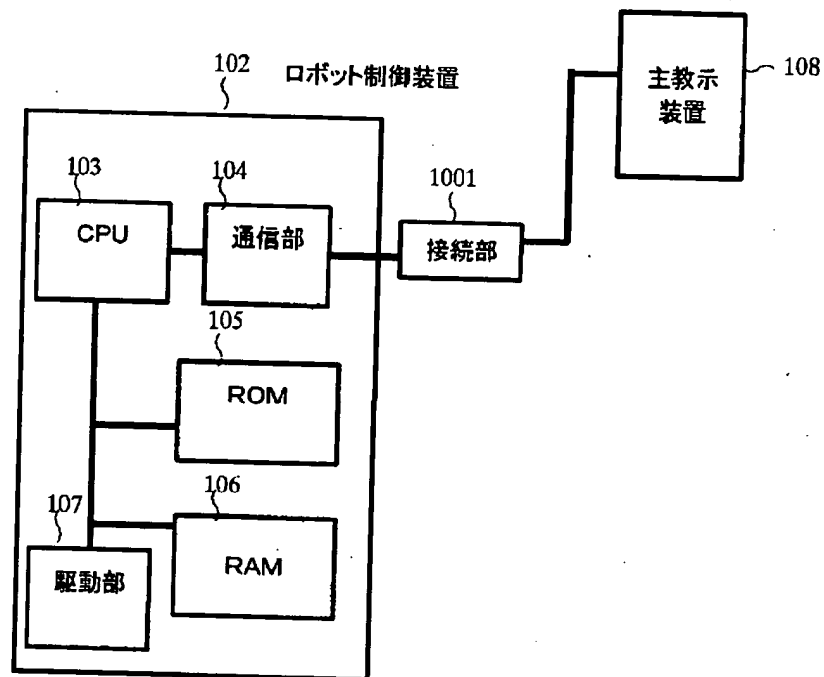 102
ロボット制御装置
主教示
装置
108
103
CPU
104
通信部
1001
接続部
105
ROM
106
RAM
107
駆動部